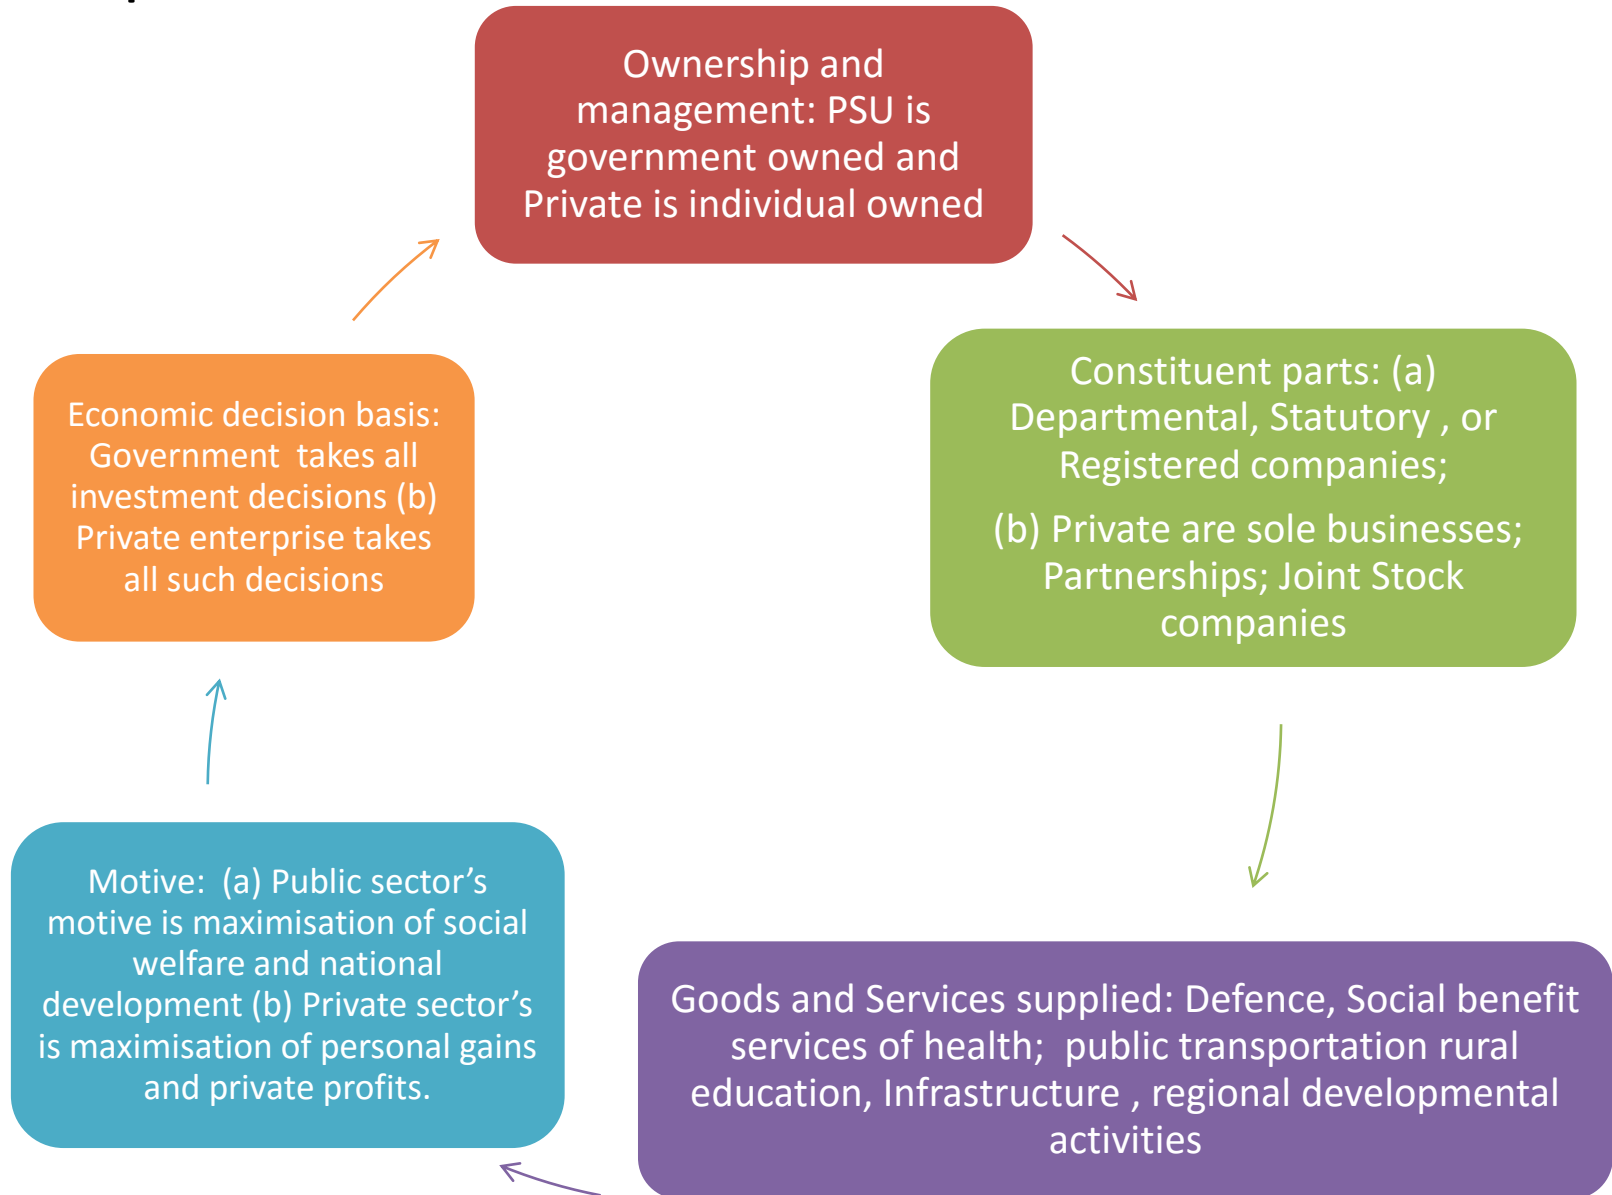 Ownership and
management: PSU is
government owned and
Private is individual owned
Constituent parts: (a)
Departmental, Statutory , or
Registered companies;
(b) Private are sole businesses;
Partnerships; Joint Stock
companies
Goods and Services supplied: Defence, Social benefit
services of health;  public transportation rural
education, Infrastructure , regional developmental
activities
Motive:  (a) Public sector’s
motive is maximisation of social
welfare and national
development (b) Private sector’s
is maximisation of personal gains
and private profits.
Economic decision basis:
Government  takes all
investment decisions (b)
Private enterprise takes
all such decisions